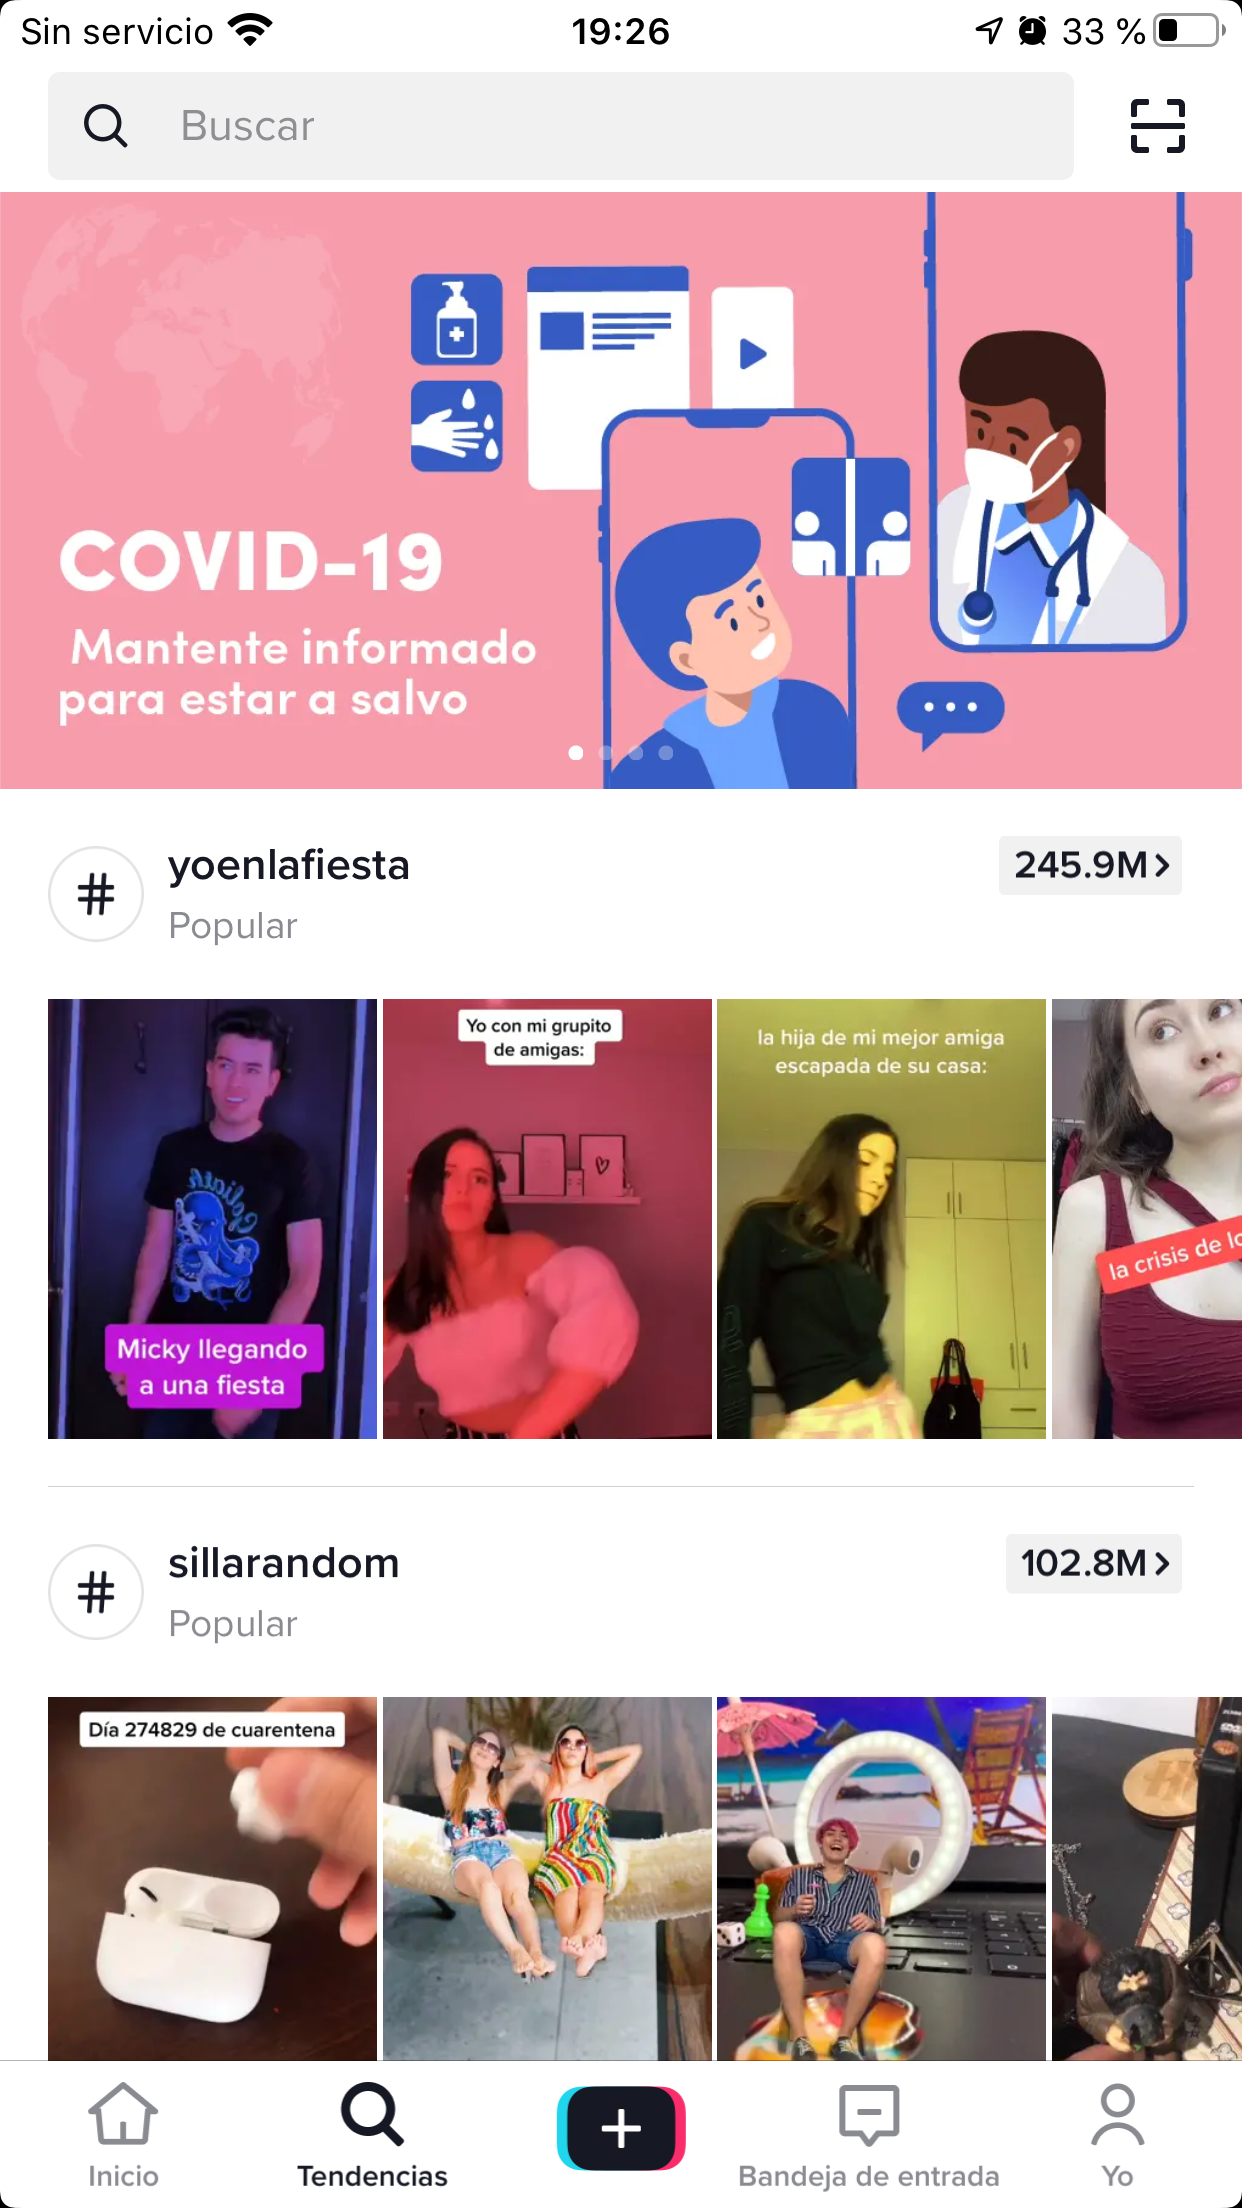 Sin servicio 19:26 33 %
Buscar
COVID-19
Mantente informado
para estar a salvo
yoenlafiesta
245.9M
Popular
Micky llegando
a una fiesta
Yo con mi grupito
de amigas:
la hija de mi mejor amiga
escapada de su casa:
la crisis de
sillarandom
102.8M
Popular
Día 274829 de cuarentena
Inicio
Tendencias
Bandeja de entrada
Yo